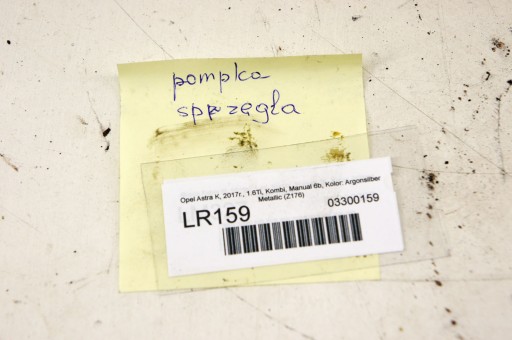 pompka
sprzęgła
Opel Astra K, 2017r., 1.6Ti, Kombi, Manual 6b, Kolor: Argonsilber
Metallic (Z176)
LR159
03300159